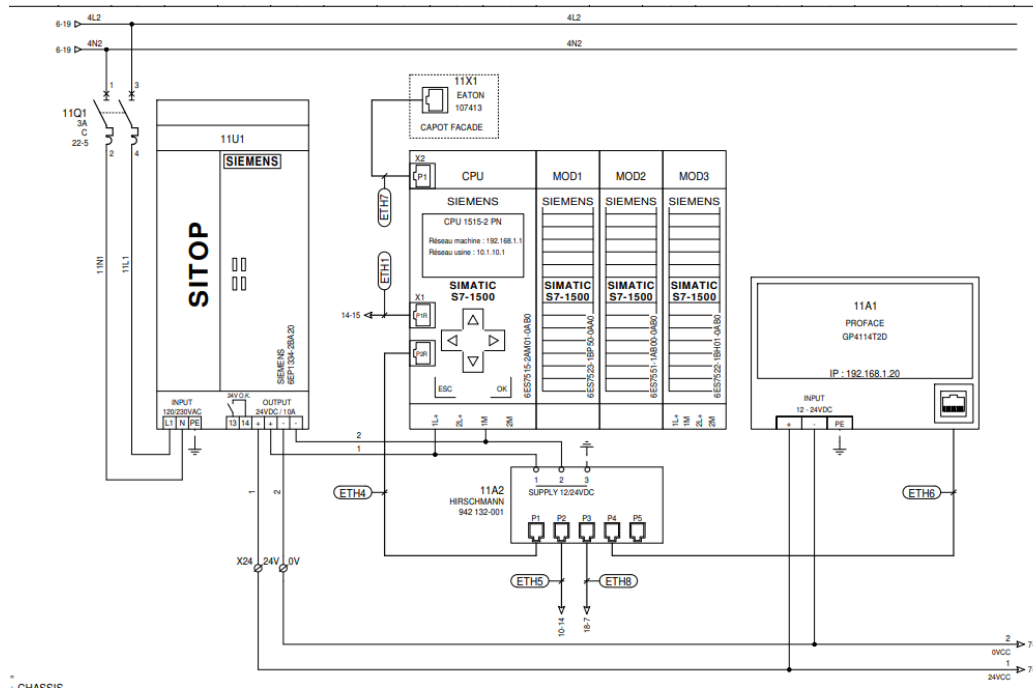 6-19 4L2 4L2
6-19 4N2 4N2
1 3
11Q1
3A
C
22-5
2 4
11N1
11L1
11U1
SIEMENS
SITOP
SIEMENS
6EP1334-2BA20
24V O.K.
INPUT
120/230VAC
OUTPUT
24VDC / 10A
L1 N PE 13 14 + + - -
11X1
EATON
107413
CAPOT FACADE
X2
P1
ETH7
ETH1
X1
P1R
14-15
P2R
CPU
SIEMENS
CPU 1515-2 PN
Réseau machine : 192.168.1.1
Réseau usine : 10.1.10.1
SIMATIC
S7-1500
ESC OK
6ES7515-2AM01-0AB0
1L+ 2L+ 1M 2M
MOD1
SIEMENS
SIMATIC
S7-1500
6ES7523-1BP50-0AA0
MOD2
SIEMENS
SIMATIC
S7-1500
6ES7551-1AB00-0AB0
MOD3
SIEMENS
SIMATIC
S7-1500
6ES7522-1BH01-0AB0
1L+ 1M 2L+ 2M
11A1
PROFACE
GP4114T2D
IP : 192.168.1.20
INPUT
12 - 24VDC
+ - PE
2
1
ETH4
11A2
HIRSCHMANN
942 132-001
1 2 3
SUPPLY 12/24VDC
P1 P2 P3 P4 P5
ETH6
1 2
X24 24V 0V
ETH5 ETH8
10-14 18-7
2
0VCC
1
24VCC
CHASSIS